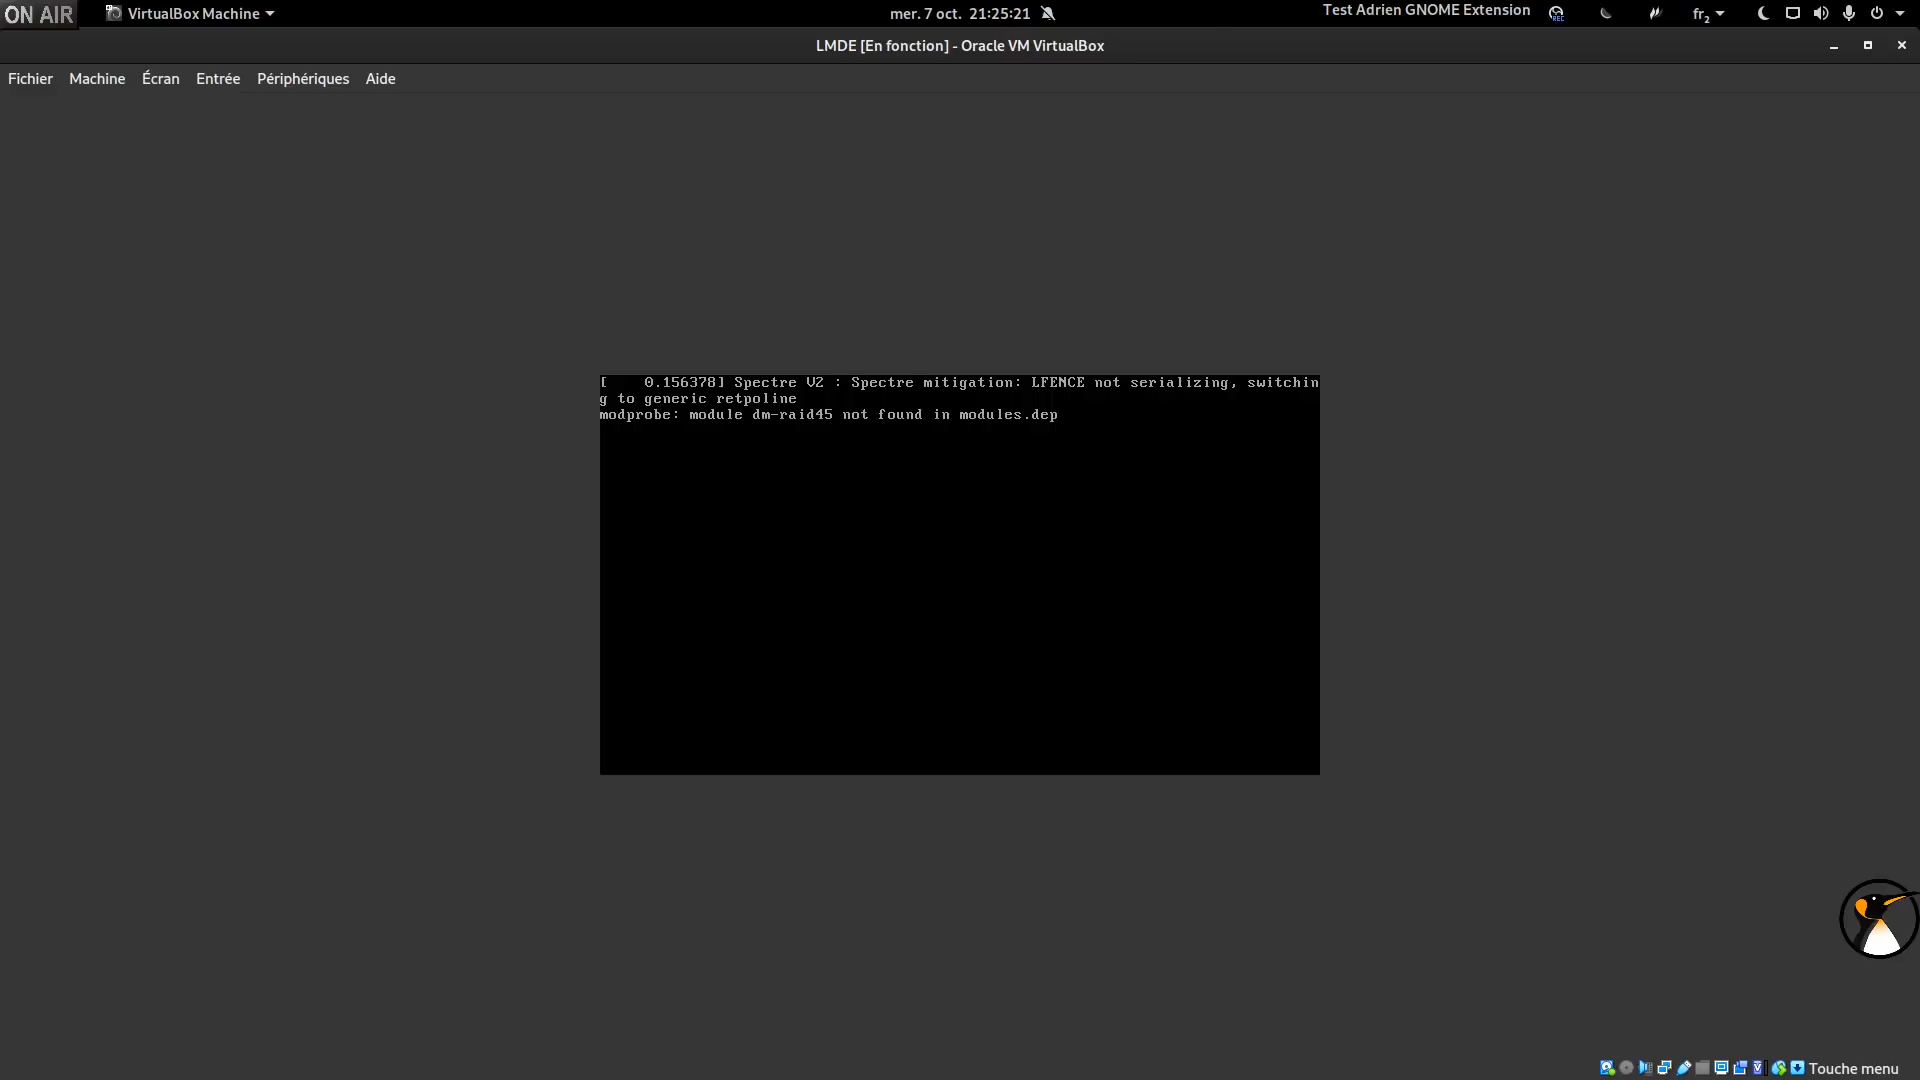 ON AIR
VirtualBox Machine
mer. 7 oct. 21:25:21
Test Adrien GNOME Extension
fr2
LMDE [En fonction] - Oracle VM VirtualBox
Fichier Machine Écran Entrée Périphériques Aide
[    0.156378] Spectre V2 : Spectre mitigation: LFENCE not serializing, switchin
g to generic retpoline
modprobe: module dm-raid45 not found in modules.dep
Touche menu